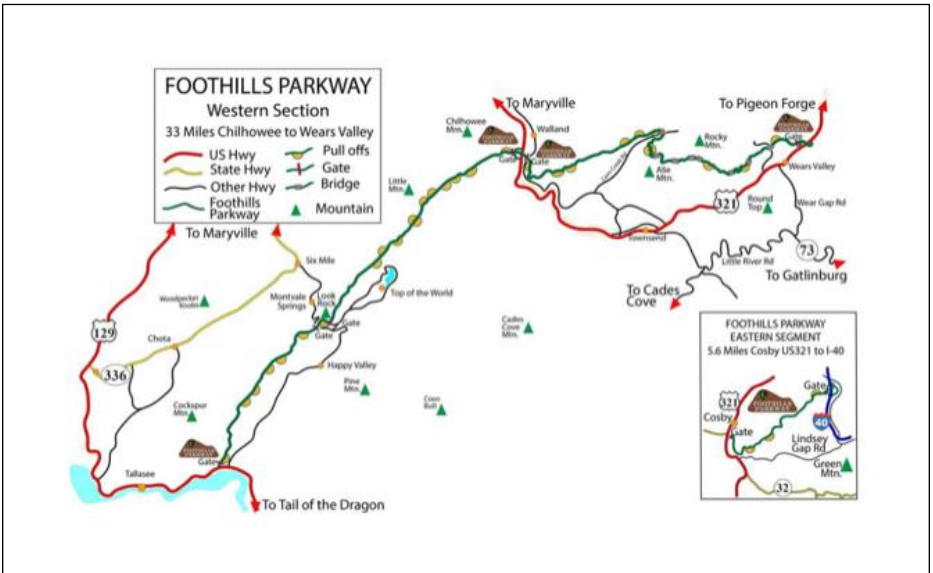 FOOTHILLS PARKWAY
Western Section
33 Miles Chilhowee to Wears Valley
US Hwy
State Hwy
Other Hwy
Foothills
Parkway
Pull offs
Gate
Bridge
Mountain
To Maryville
To Maryville
To Pigeon Forge
Chilhowee
Mtn.
Walland
Gate
Gate
FOOTHILLS
PARKWAY
Rocky
Mtn.
Gate
Wears Valley
Little
Mtn.
Alie
Mtn.
321
Round
Top
Wear Gap Rd
Townsend
Little River Rd
73
To Gatlinburg
To Cades
Cove
Six Mile
Montvale
Springs
Look
Rock
Top of the World
Gate
Gate
129
Chota
336
Happy Valley
Cades
Cove
Mtn.
Pine
Mtn.
Coon
Butt
Cockspur
Mtn.
Gate
Tallasee
To Tail of the Dragon
FOOTHILLS PARKWAY
EASTERN SEGMENT
5.6 Miles Cosby US321 to I-40
321
FOOTHILLS
PARKWAY
Gate
Cosby
Gate
40
Lindsey
Gap Rd
Green
Mtn.
32